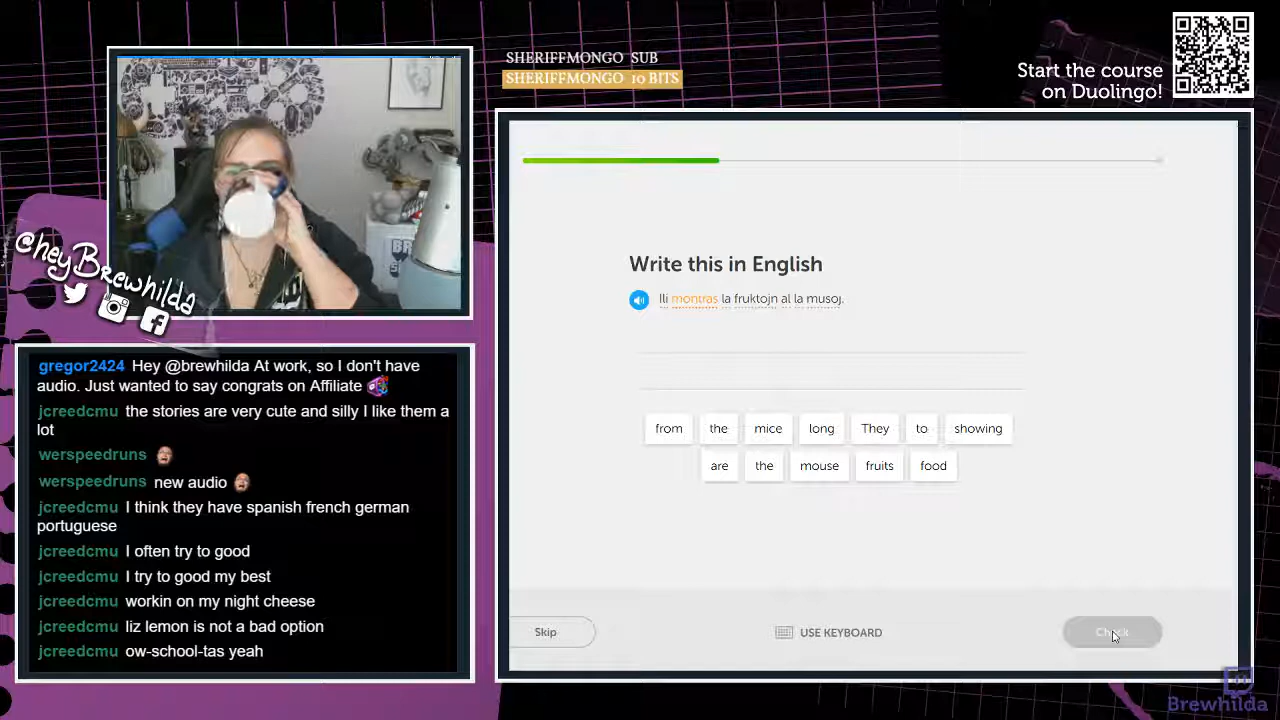 SHERIFFMONGO SUB
SHERIFFMONGO 10 BITS
Start the course
on Duolingo!
@heyBrewhilda
gregor2424 Hey @brewhilda At work, so I don't have
audio. Just wanted to say congrats on Affiliate
jcreedcmu the stories are very cute and silly I like them a
lot
werspeedruns
werspeedruns new audio
jcreedcmu I think they have spanish french german
portuguese
jcreedcmu I often try to good
jcreedcmu I try to good my best
jcreedcmu workin on my night cheese
jcreedcmu liz lemon is not a bad option
jcreedcmu ow-school-tas yeah
Write this in English
Ili montras la fruktojn al la musoj.
from the mice long They to showing
are the mouse fruits food
Skip
USE KEYBOARD
Check
Brewhilda